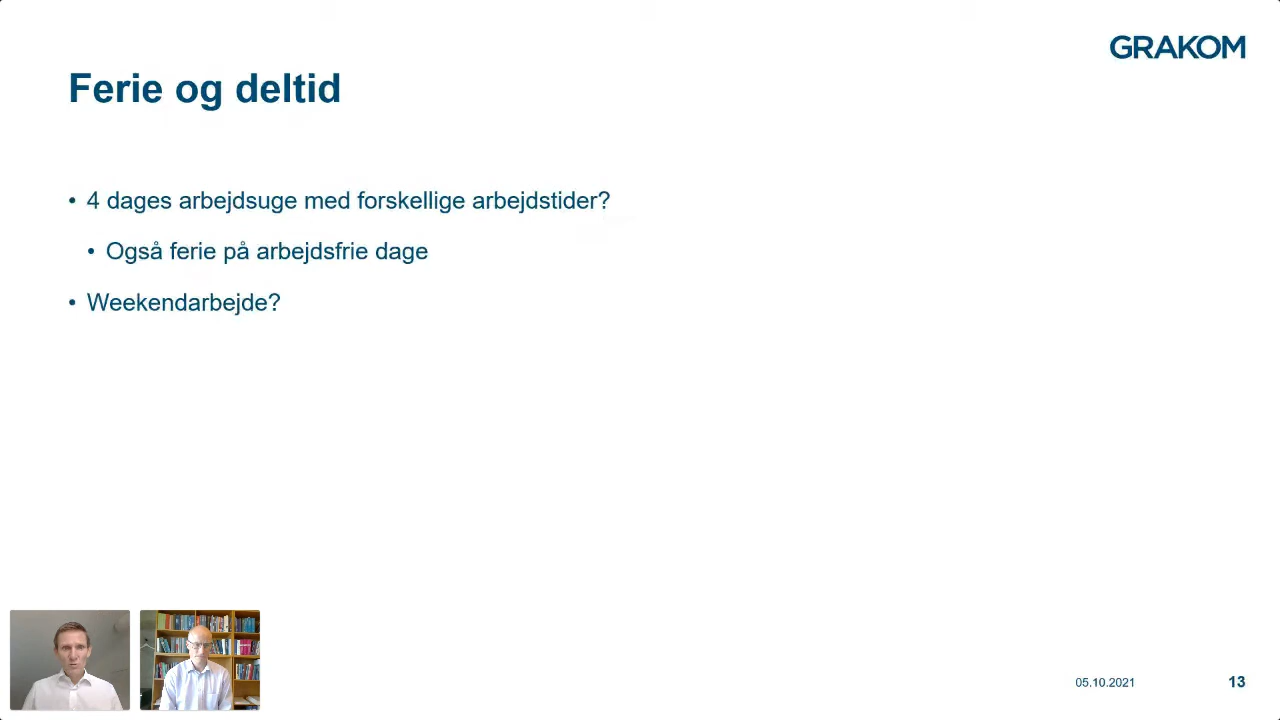 GRAKOM
Ferie og deltid
• 4 dages arbejdsuge med forskellige arbejdstider?
• Også ferie på arbejdsfrie dage
• Weekendarbejde?
05.10.2021
13